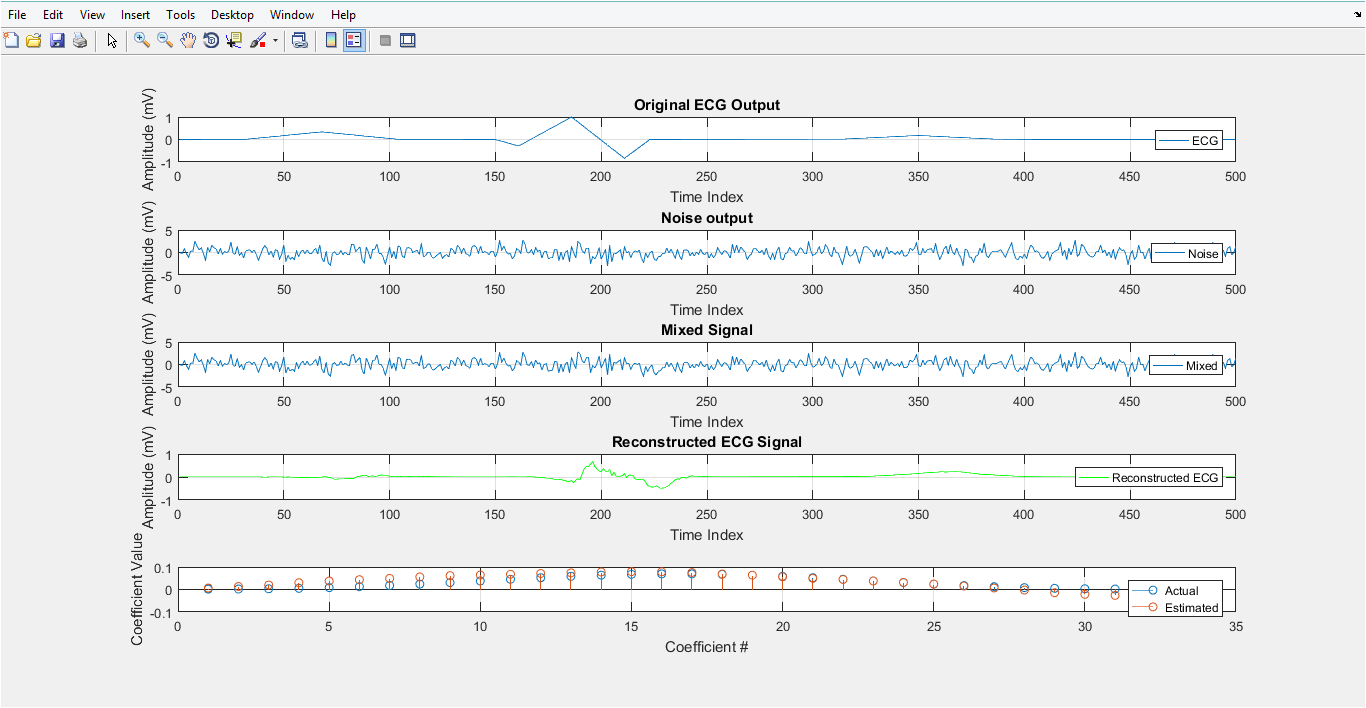 File Edit View Insert Tools Desktop Window Help
Original ECG Output
Amplitude (mV)
1
0
-1
ECG
0 50 100 150 200 250 300 350 400 450 500
Time Index
Noise output
Amplitude (mV)
5
0
-5
Noise
0 50 100 150 200 250 300 350 400 450 500
Time Index
Mixed Signal
Amplitude (mV)
5
0
-5
Mixed
0 50 100 150 200 250 300 350 400 450 500
Time Index
Reconstructed ECG Signal
Amplitude (mV)
1
0
-1
Reconstructed ECG
0 50 100 150 200 250 300 350 400 450 500
Time Index
Coefficient Value
0.1
0
-0.1
Actual
Estimated
0 5 10 15 20 25 30 35
Coefficient #